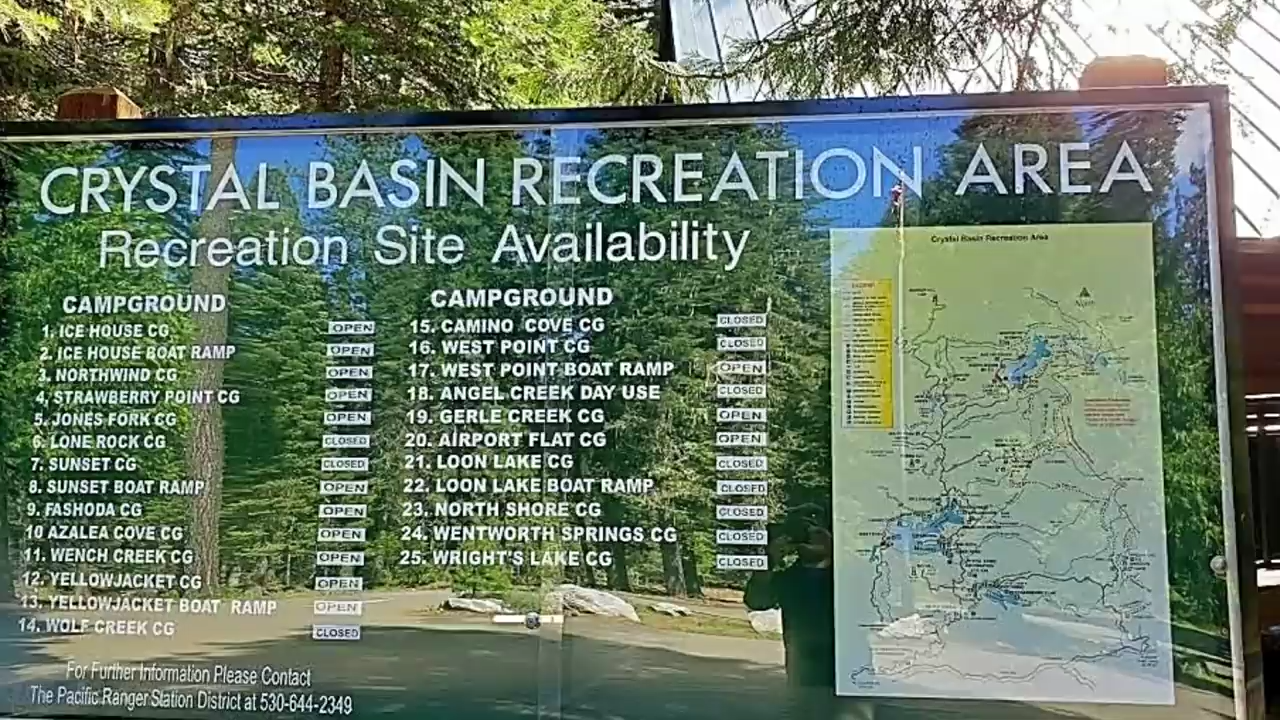 CRYSTAL BASIN RECREATION AREA
Recreation Site Availability
CAMPGROUND
1. ICE HOUSE CG OPEN
2. ICE HOUSE BOAT RAMP OPEN
3. NORTHWIND CG OPEN
4. STRAWBERRY POINT CG OPEN
5. JONES FORK CG OPEN
6. LONE ROCK CG CLOSED
7. SUNSET CG CLOSED
8. SUNSET BOAT RAMP OPEN
9. FASHODA CG OPEN
10 AZALEA COVE CG OPEN
11. WENCH CREEK CG OPEN
12. YELLOWJACKET CG OPEN
13. YELLOWJACKET BOAT RAMP OPEN
14. WOLF CREEK CG CLOSED
CAMPGROUND
15. CAMINO COVE CG CLOSED
16. WEST POINT CG CLOSED
17. WEST POINT BOAT RAMP OPEN
18. ANGEL CREEK DAY USE CLOSED
19. GERLE CREEK CG OPEN
20. AIRPORT FLAT CG OPEN
21. LOON LAKE CG CLOSED
22. LOON LAKE BOAT RAMP CLOSED
23. NORTH SHORE CG CLOSED
24. WENTWORTH SPRINGS CG CLOSED
25. WRIGHT'S LAKE CG CLOSED
For Further Information Please Contact
The Pacific Ranger Station District at 530-644-2349
Crystal Basin Recreation Area